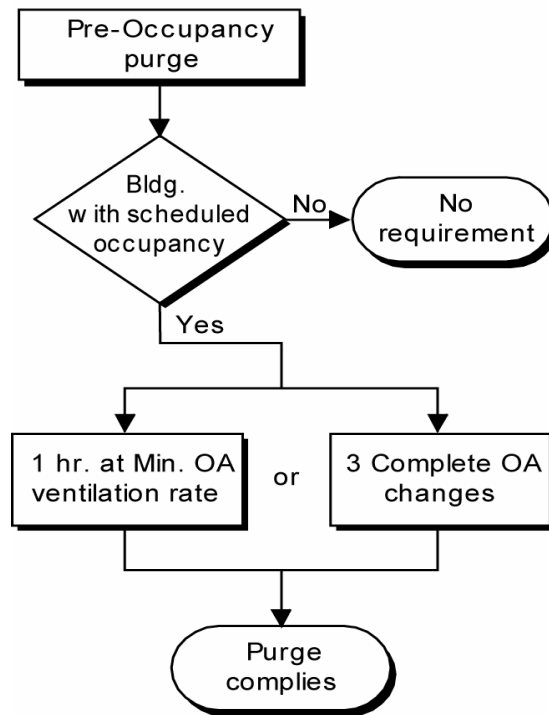 Pre-Occupancy
purge
Bldg.
with scheduled
occupancy
No
No
requirement
Yes
1 hr. at Min. OA
ventilation rate
or
3 Complete OA
changes
Purge
complies